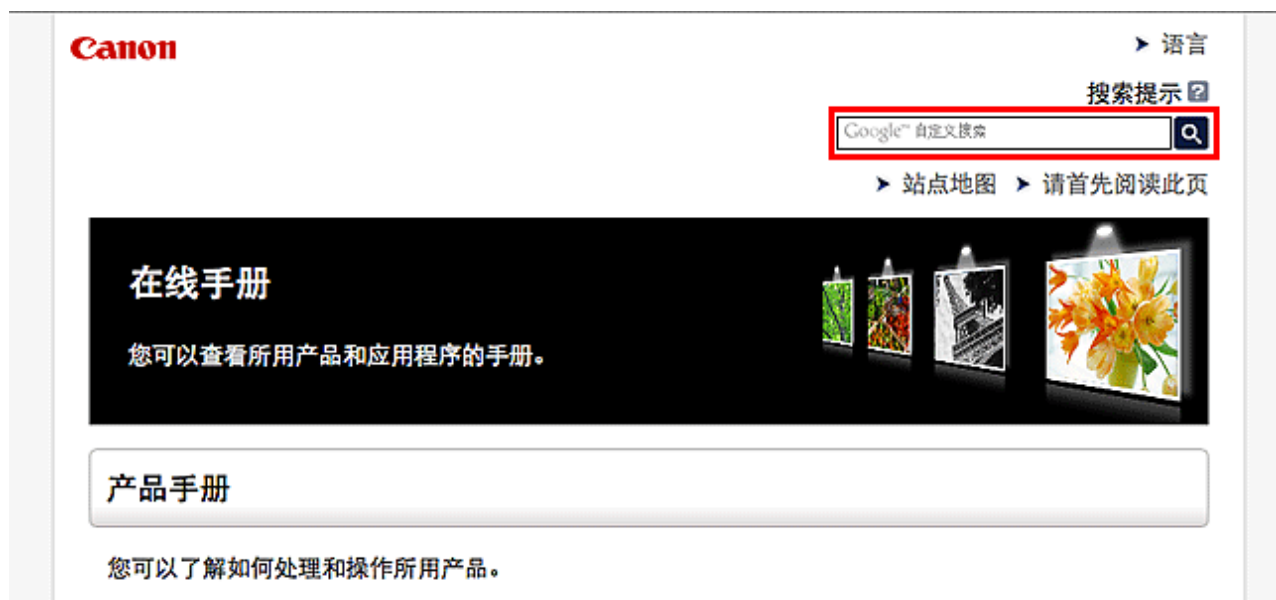 Canon
语言
搜索提示
Google™ 自定义搜索
站点地图 请首先阅读此页
在线手册
您可以查看所用产品和应用程序的手册。
产品手册
您可以了解如何处理和操作所用产品。